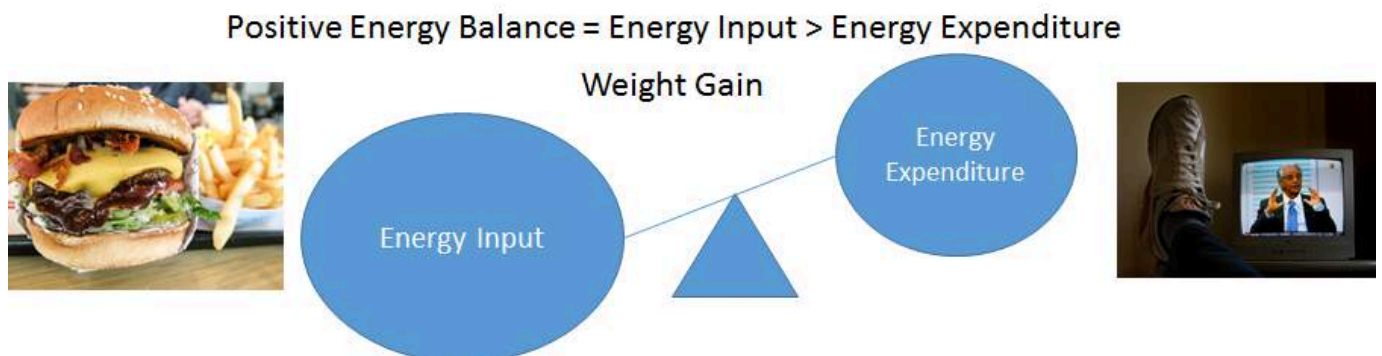 Positive Energy Balance = Energy Input > Energy Expenditure
Weight Gain
Energy Input
Energy
Expenditure